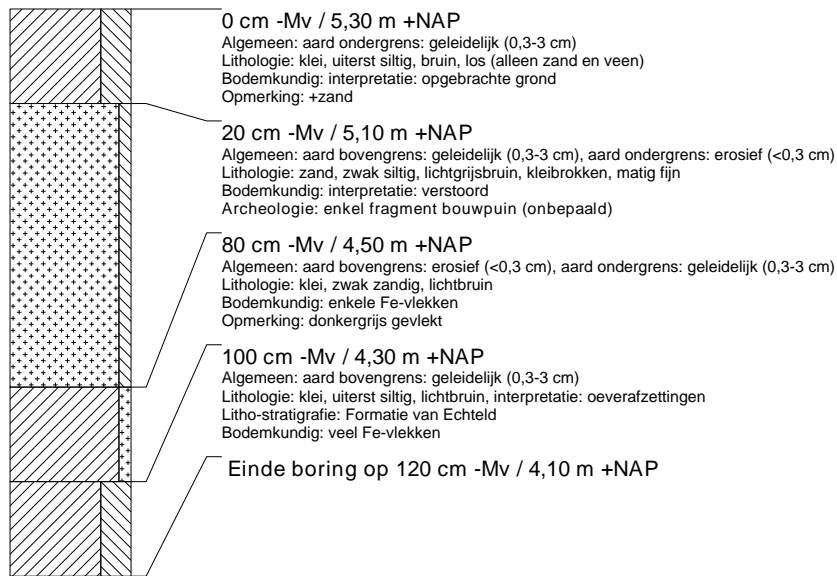 0 cm -Mv / 5,30 m +NAP
Algemeen: aard ondergrens: geleidelijk (0,3-3 cm)
Lithologie: klei, uiterst siltig, bruin, los (alleen zand en veen)
Bodemkundig: interpretatie: opgebrachte grond
Opmerking: +zand
20 cm -Mv / 5,10 m +NAP
Algemeen: aard bovengrens: geleidelijk (0,3-3 cm), aard ondergrens: erosief (<0,3 cm)
Lithologie: zand, zwak siltig, lichtgrijsbruin, kleibrokken, matig fijn
Bodemkundig: interpretatie: verstoord
Archeologie: enkel fragment bouwpuin (onbepaald)
80 cm -Mv / 4,50 m +NAP
Algemeen: aard bovengrens: erosief (<0,3 cm), aard ondergrens: geleidelijk (0,3-3 cm)
Lithologie: klei, zwak zandig, lichtbruin
Bodemkundig: enkele Fe-vlekken
Opmerking: donkergrijs gevlekt
100 cm -Mv / 4,30 m +NAP
Algemeen: aard bovengrens: geleidelijk (0,3-3 cm)
Lithologie: klei, uiterst siltig, lichtbruin, interpretatie: oeverafzettingen
Litho-stratigrafie: Formatie van Echteld
Bodemkundig: veel Fe-vlekken
Einde boring op 120 cm -Mv / 4,10 m +NAP